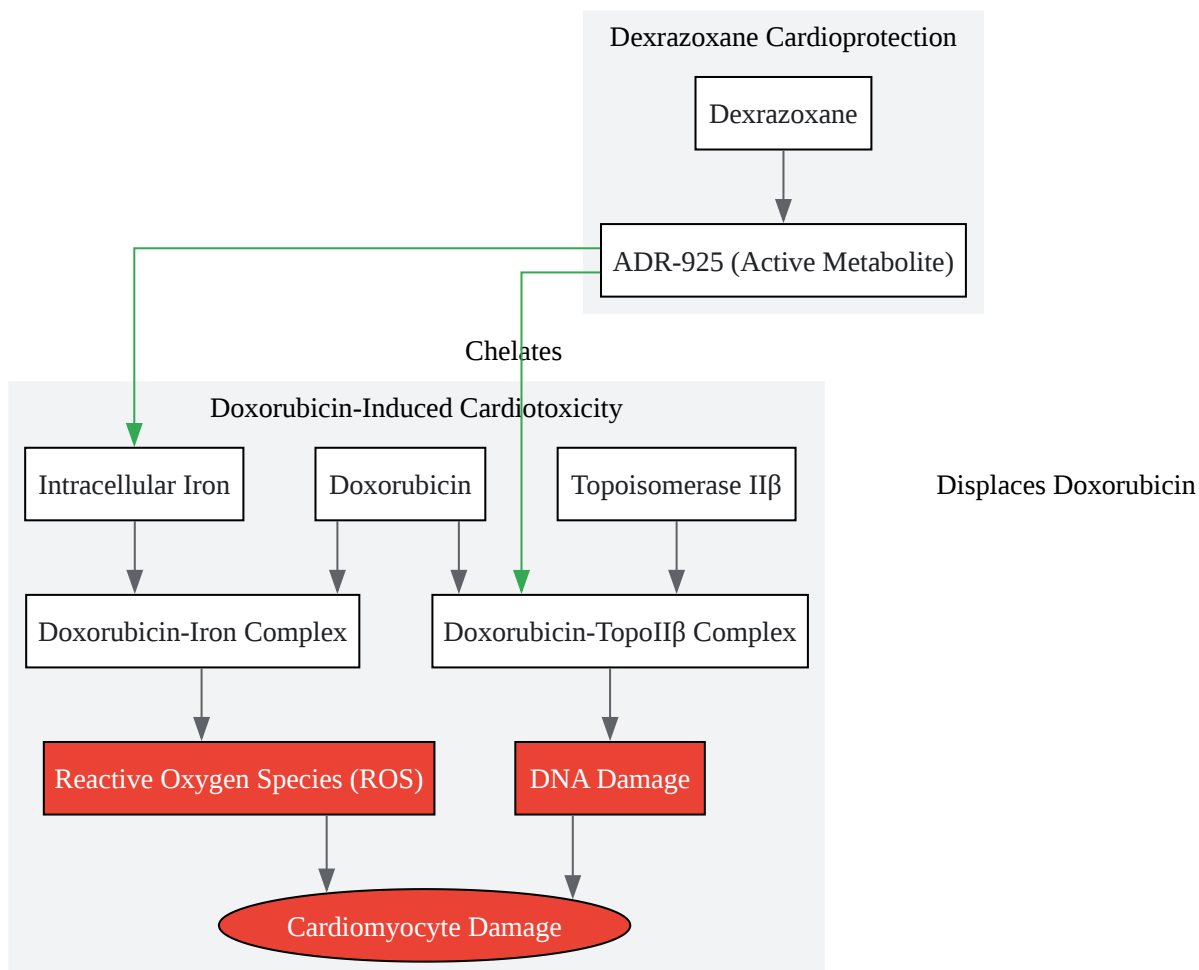 Dexrazoxane Cardioprotection
Dexrazoxane
ADR-925 (Active Metabolite)
Chelates
Doxorubicin-Induced Cardiotoxicity
Intracellular Iron
Doxorubicin
Topoisomerase IIβ
Displaces Doxorubicin
Doxorubicin-Iron Complex
Doxorubicin-TopoIIβ Complex
Reactive Oxygen Species (ROS)
DNA Damage
Cardiomyocyte Damage